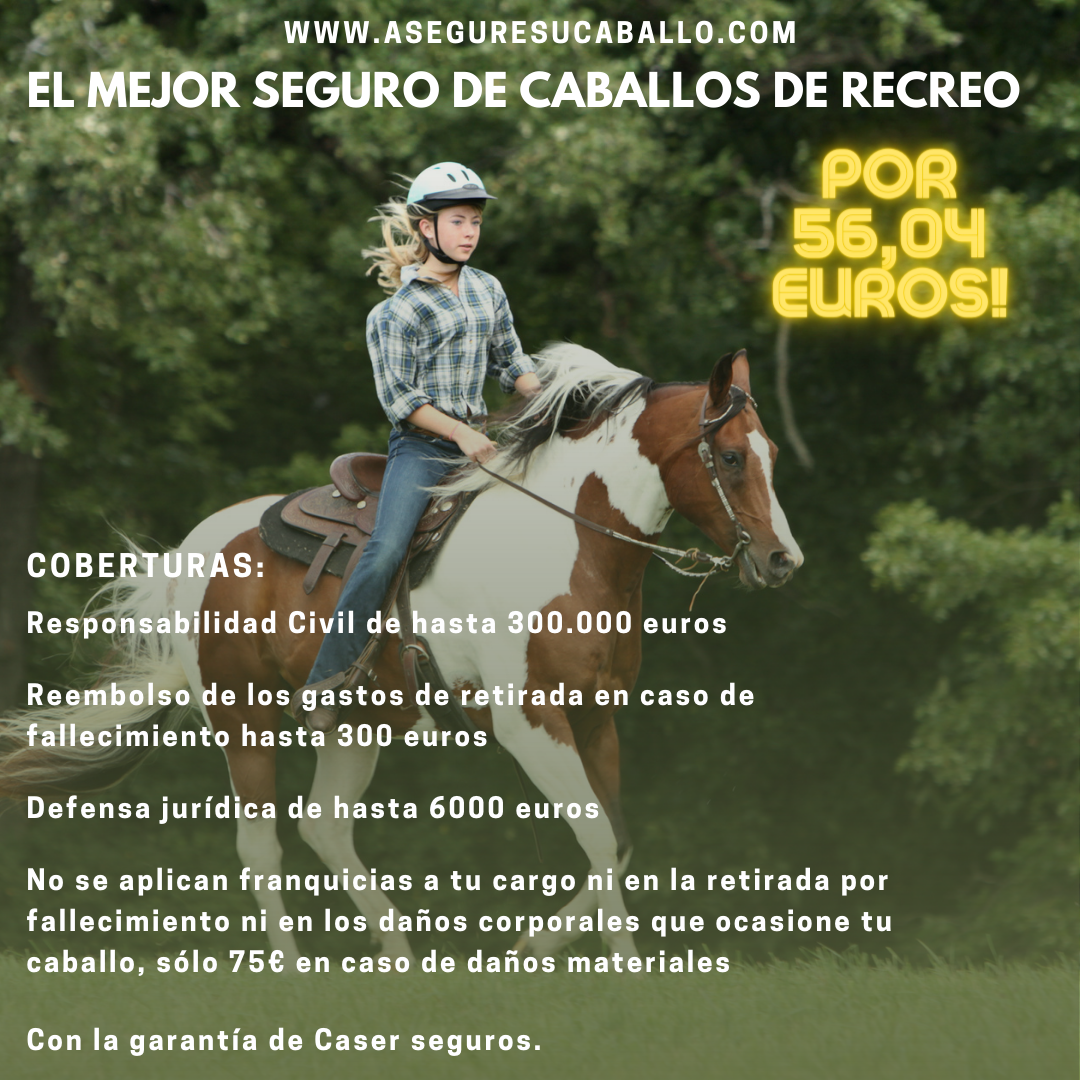 WWW.ASEGURESUCABALLO.COM
EL MEJOR SEGURO DE CABALLOS DE RECREO
POR
56,04
EUROS!
COBERTURAS:
Responsabilidad Civil de hasta 300.000 euros
Reembolso de los gastos de retirada en caso de
fallecimiento hasta 300 euros
Defensa jurídica de hasta 6000 euros
No se aplican franquicias a tu cargo ni en la retirada por
fallecimiento ni en los daños corporales que ocasione tu
caballo, sólo 75€ en caso de daños materiales
Con la garantía de Caser seguros.